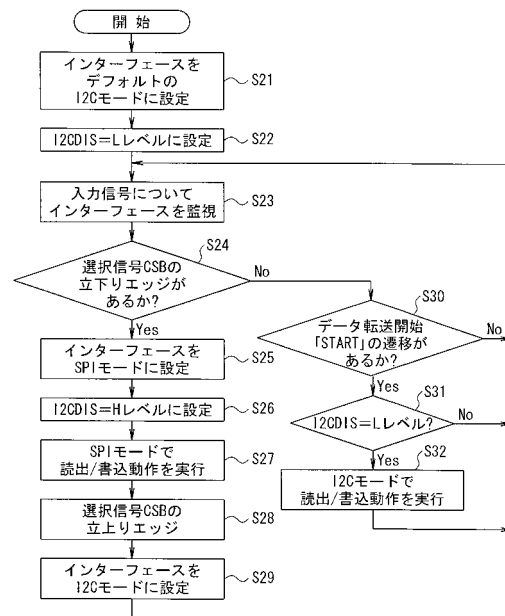 開 始
インターフェースを
デフォルトの
I2Cモードに設定
S21
I2CDIS=Lレベルに設定
S22
入力信号について
インターフェースを監視
S23
S24
選択信号CSBの
立下りエッジが
あるか?
No
Yes
S30
データ転送開始
「START」の遷移が
あるか?
No
Yes
インターフェースを
SPIモードに設定
S25
S31
I2CDIS=Lレベル?
No
Yes
I2CDIS=Hレベルに設定
S26
S32
I2Cモードで
読出/書込動作を実行
SPIモードで
読出/書込動作を実行
S27
選択信号CSBの
立上りエッジ
S28
インターフェースを
I2Cモードに設定
S29